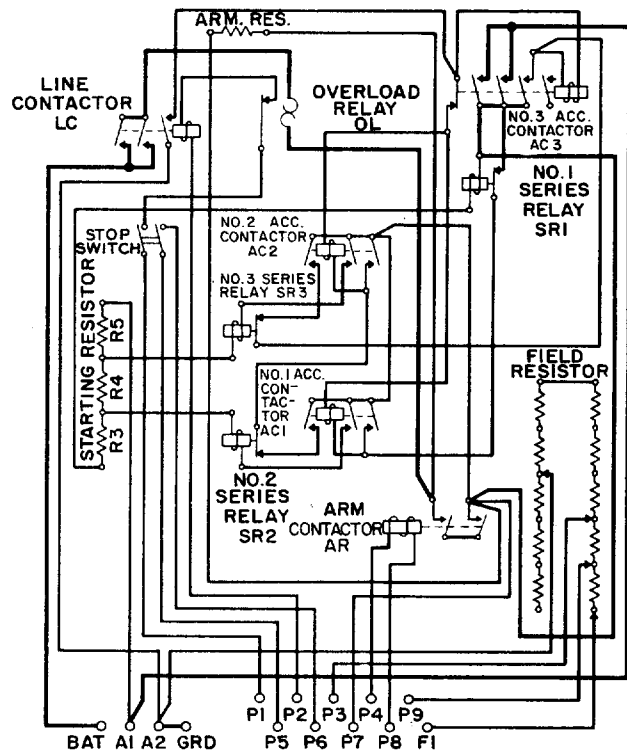 ARM. RES.
LINE
CONTACTOR
LC
OVERLOAD
RELAY
OL
NO.3 ACC.
CONTACTOR
AC3
NO.1
SERIES
RELAY
SR1
STOP
SWITCH
NO.2 ACC.
CONTACTOR
AC2
NO.3 SERIES
RELAY SR3
STARTING RESISTOR
R5
R4
R3
NO.1 ACC.
CON-
TAC-
TOR
AC1
FIELD
RESISTOR
NO.2
SERIES
RELAY
SR2
ARM
CONTACTOR
AR
P1 P2 P3 P4 P9
BAT A1 A2 GRD P5 P6 P7 P8 F1